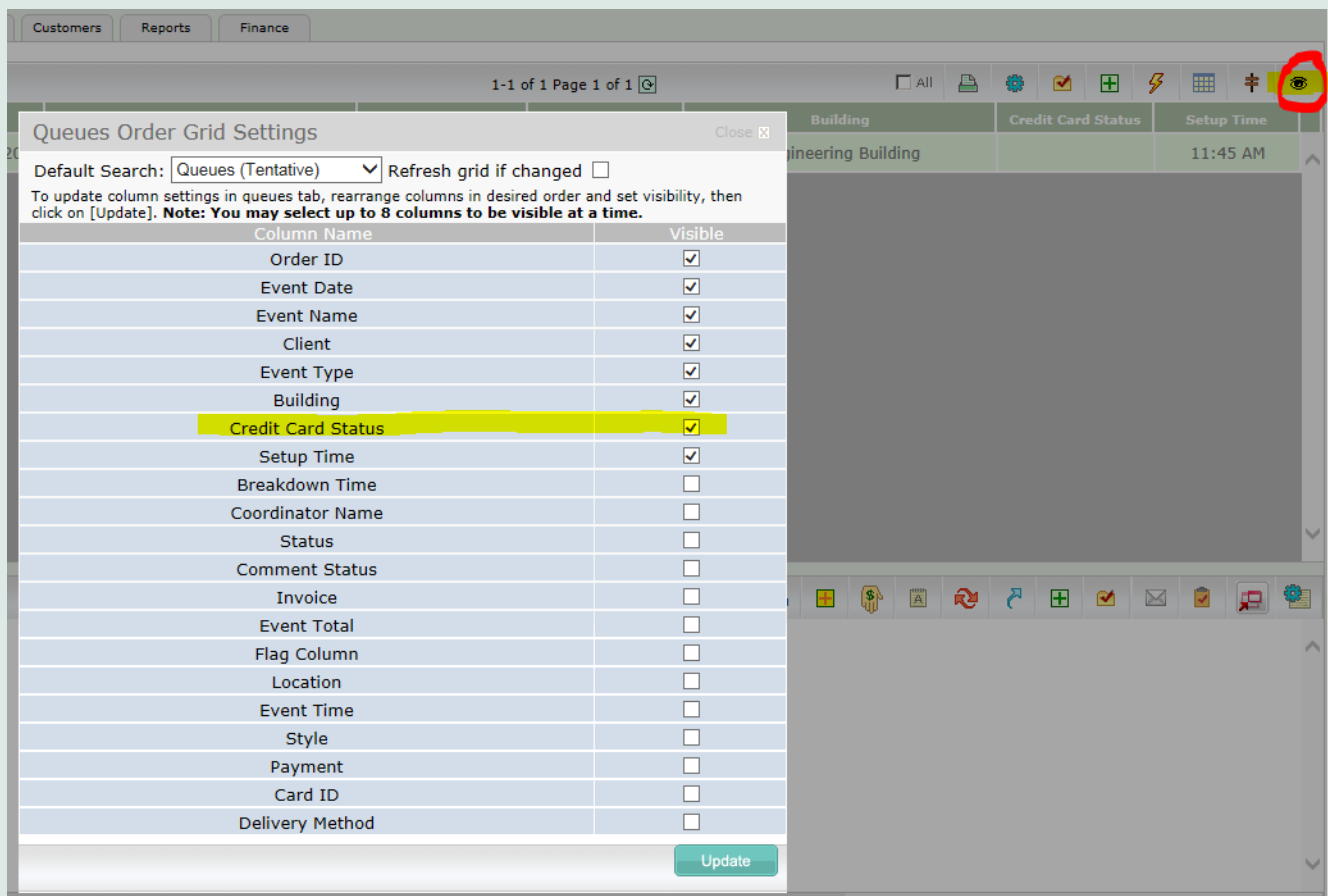 Customers Reports Finance
1-1 of 1 Page 1 of 1
All
Building Credit Card Status Setup Time
Engineering Building 11:45 AM
Queues Order Grid Settings Close
Default Search: Queues (Tentative) Refresh grid if changed
To update column settings in queues tab, rearrange columns in desired order and set visibility, then
click on [Update]. Note: You may select up to 8 columns to be visible at a time.
Column Name Visible
Order ID
Event Date
Event Name
Client
Event Type
Building
Credit Card Status
Setup Time
Breakdown Time
Coordinator Name
Status
Comment Status
Invoice
Event Total
Flag Column
Location
Event Time
Style
Payment
Card ID
Delivery Method
Update